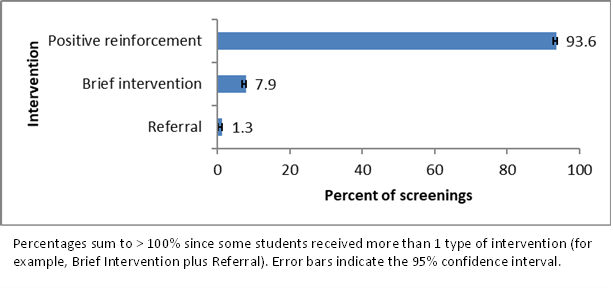 Intervention
Positive reinforcement
93.6
Brief intervention
7.9
Referral
1.3
0 20 40 60 80 100
Percent of screenings
Percentages sum to > 100% since some students received more than 1 type of intervention (for
example, Brief Intervention plus Referral). Error bars indicate the 95% confidence interval.